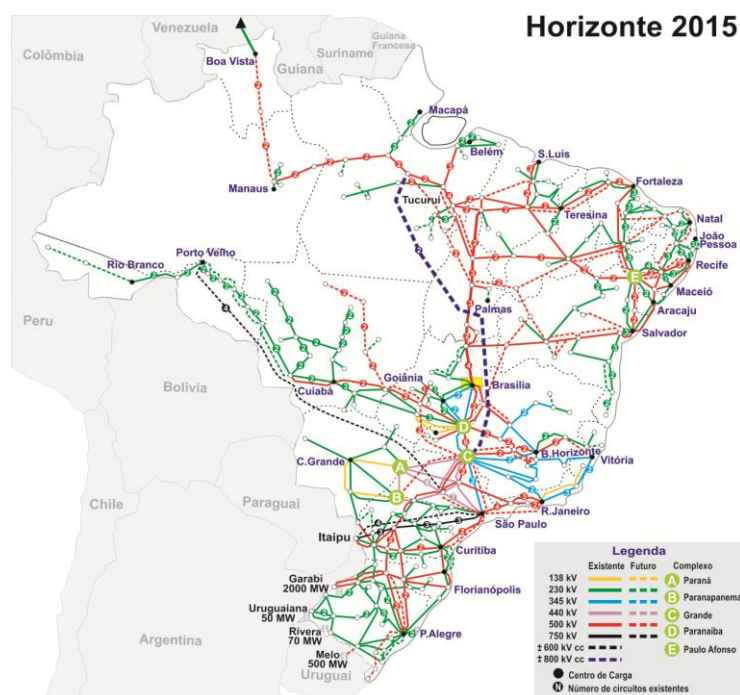 Horizonte 2015
Venezuela
Guiana
Francesa
Suriname
Colômbia
Guiana
Boa Vista
Macapá
Belém
S.Luis
Manaus
Fortaleza
Tucuruí
Teresina
Natal
João
Pessoa
Recife
Porto Velho
Rio Branco
E
Maceió
Palmas
Aracaju
Peru
Salvador
Bolivia
Goiânia
Brasília
Cuiabá
D
C.Grande
A
C
B.Horizonte
Vitória
B
Paraguai
R.Janeiro
Chile
São Paulo
Itaipu
Curitiba
Garabi
2000 MW
Florianópolis
Uruguaiana
50 MW
Rivera
70 MW
P.Alegre
Melo
500 MW
Argentina
Uruguai
Legenda
Existente Futuro Complexo
138 kV A Paraná
230 kV
345 kV B Paranapanema
440 kV C Grande
500 kV D Paranaíba
750 kV
±600 kV cc E Paulo Afonso
±800 kV cc
Centro de Carga
N Número de circuitos existentes